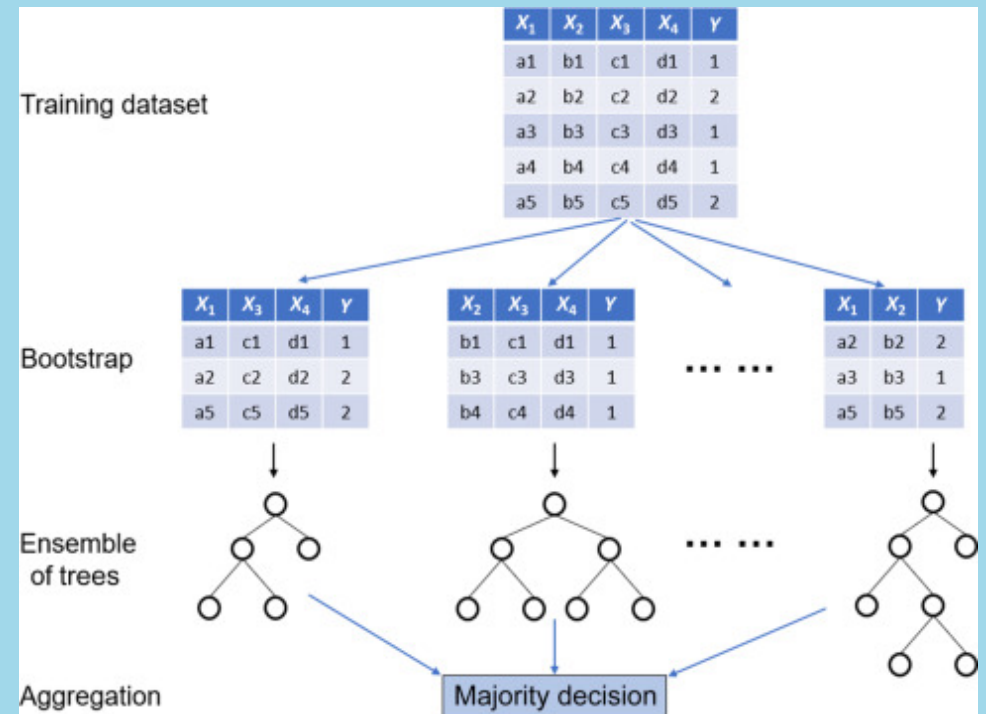 X₁ X₂ X₃ X₄ Y
a1 b1 c1 d1 1
a2 b2 c2 d2 2
a3 b3 c3 d3 1
a4 b4 c4 d4 1
a5 b5 c5 d5 2
Training dataset
X₁ X₃ X₄ Y
a1 c1 d1 1
a2 c2 d2 2
a5 c5 d5 2
X₂ X₃ X₄ Y
b1 c1 d1 1
b3 c3 d3 1
b4 c4 d4 1
... ...
X₁ X₂ Y
a2 b2 2
a3 b3 1
a5 b5 2
Bootstrap
Ensemble
of trees
... ...
Aggregation
Majority decision